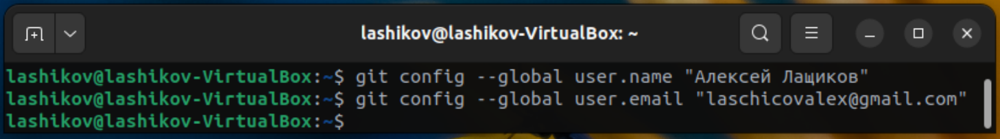 lashikov@lashikov-VirtualBox: ~
lashikov@lashikov-VirtualBox:~$ git config --global user.name "Алексей Лащиков"
lashikov@lashikov-VirtualBox:~$ git config --global user.email "laschicovalex@gmail.com"
lashikov@lashikov-VirtualBox:~$